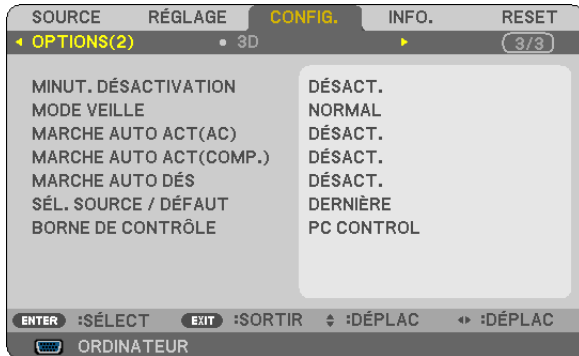 SOURCE RÉGLAGE CONFIG. INFO. RESET
OPTIONS(2) • 3D 3/3
MINUT. DÉSACTIVATION DÉSACT.
MODE VEILLE NORMAL
MARCHE AUTO ACT(AC) DÉSACT.
MARCHE AUTO ACT(COMP.) DÉSACT.
MARCHE AUTO DÉS DÉSACT.
SÉL. SOURCE / DÉFAUT DERNIÈRE
BORNE DE CONTRÔLE PC CONTROL
ENTER :SÉLECT EXIT :SORTIR :DÉPLAC :DÉPLAC
ORDINATEUR